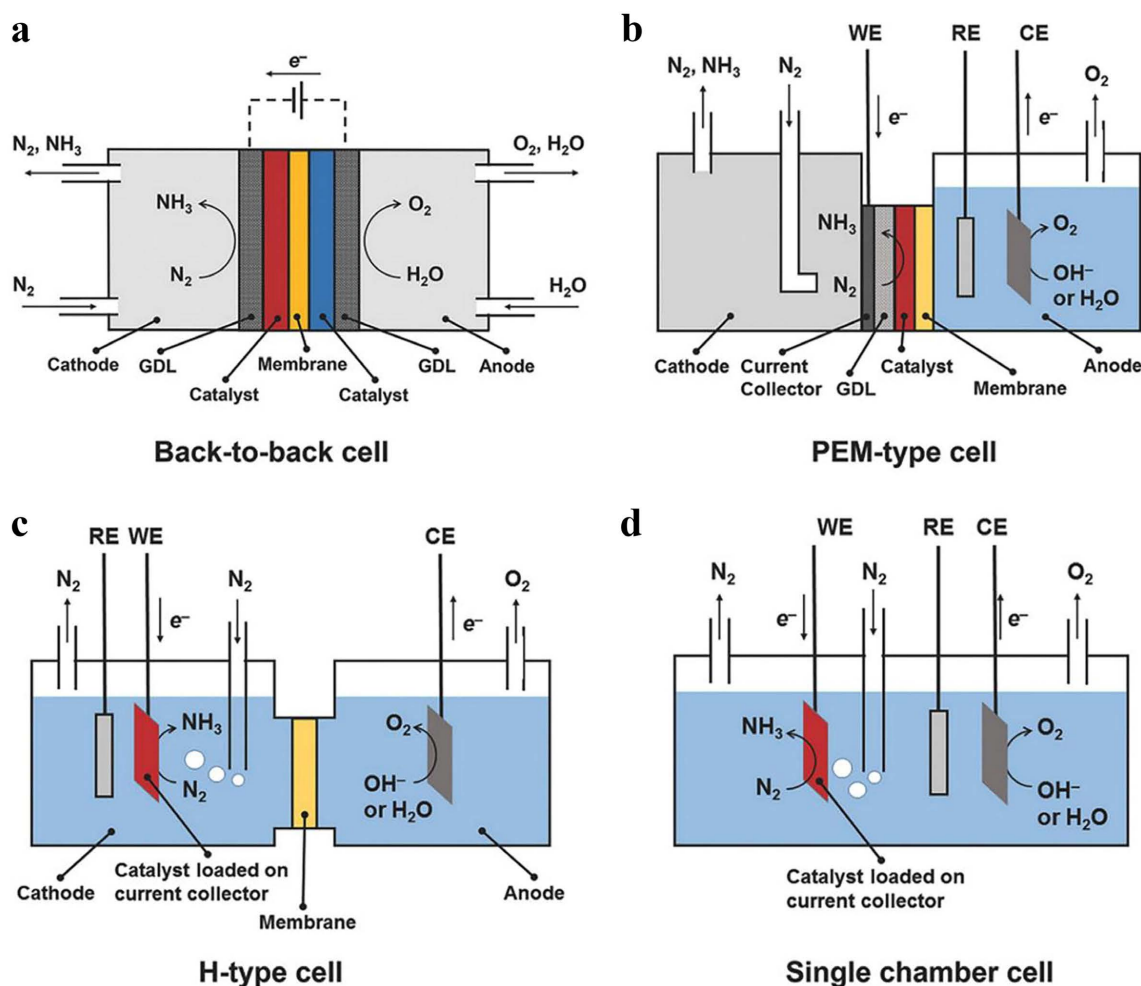 a
e⁻
N₂, NH₃
O₂, H₂O
NH₃
O₂
N₂
H₂O
N₂
H₂O
Cathode
GDL
Membrane
GDL
Anode
Catalyst
Catalyst
Back-to-back cell
b
WE
RE
CE
N₂, NH₃
N₂
O₂
e⁻
e⁻
NH₃
N₂
O₂
OH⁻
or H₂O
Cathode
Current
Collector
GDL
Catalyst
Membrane
Anode
PEM-type cell
c
RE
WE
CE
N₂
N₂
O₂
e⁻
e⁻
NH₃
N₂
O₂
OH⁻
or H₂O
Cathode
Catalyst loaded on
current collector
Membrane
Anode
H-type cell
d
WE
RE
CE
N₂
N₂
O₂
e⁻
e⁻
NH₃
N₂
O₂
OH⁻
or H₂O
Catalyst loaded on
current collector
Single chamber cell